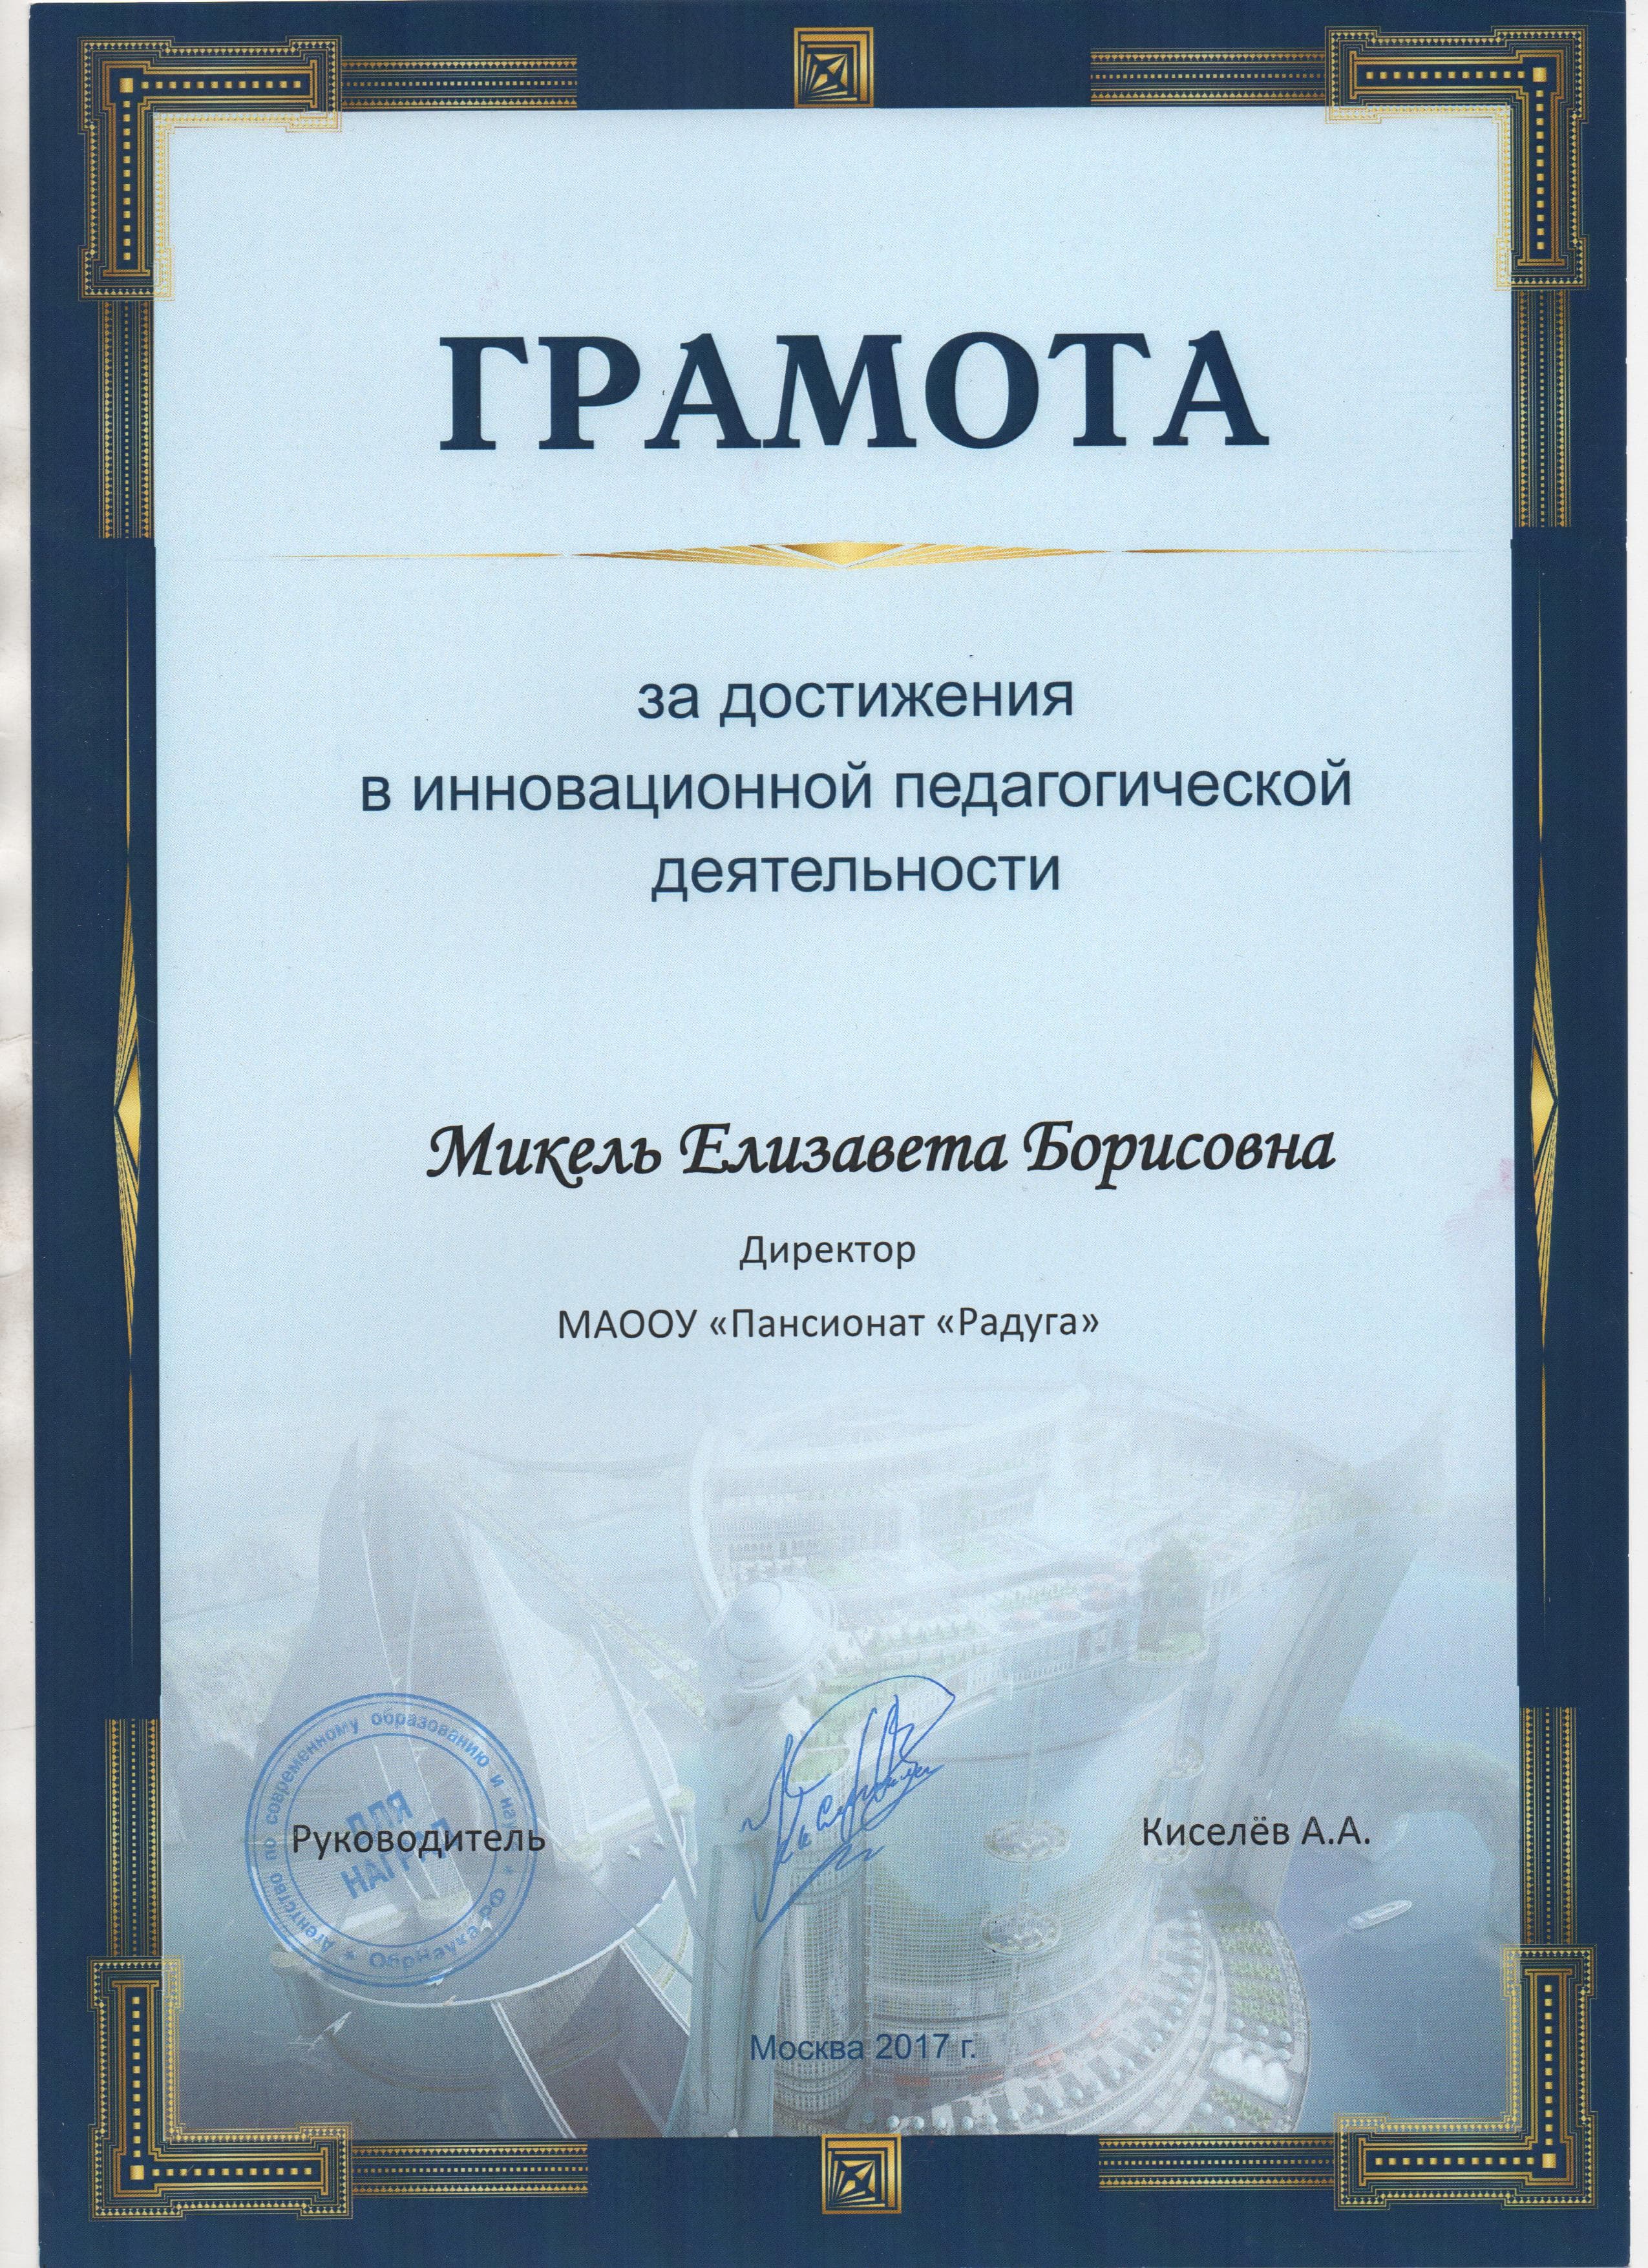 ГРАМОТА
за достижения
в инновационной педагогической
деятельности
Микель Елизавета Борисовна
Директор
МАООУ «Пансионат «Радуга»
Агентство по современному образованию и науке * ОбрНаука.рф *
ДЛЯ
НАГРАД
Руководитель
Киселёв А.А.
Москва 2017 г.